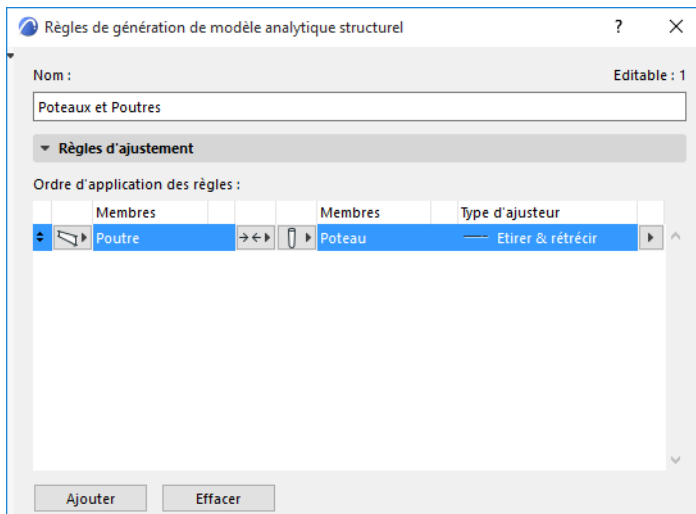 Règles de génération de modèle analytique structurel ?
Nom : Editable : 1
Poteaux et Poutres
Règles d'ajustement
Ordre d'application des règles :
Membres Membres Type d'ajusteur
Poutre Poteau Etirer & rétrécir
Ajouter Effacer